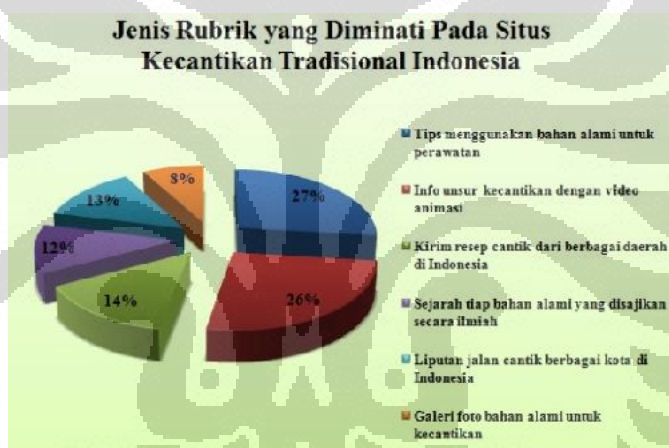 Jenis Rubrik yang Diminati Pada Situs
Kecantikan Tradisional Indonesia
Tips menggunakan bahan alami untuk
perawatan
Info unsur kecantikan dengan video
animasi
Kirim resep cantik dari berbagai daerah
di Indonesia
Sejarah tiap bahan alami yang disajikan
secara ilmiah
Liputan jalan cantik berbagai kota di
Indonesia
Galeri foto bahan alami untuk
kecantikan
8%
27%
13%
12%
14%
26%